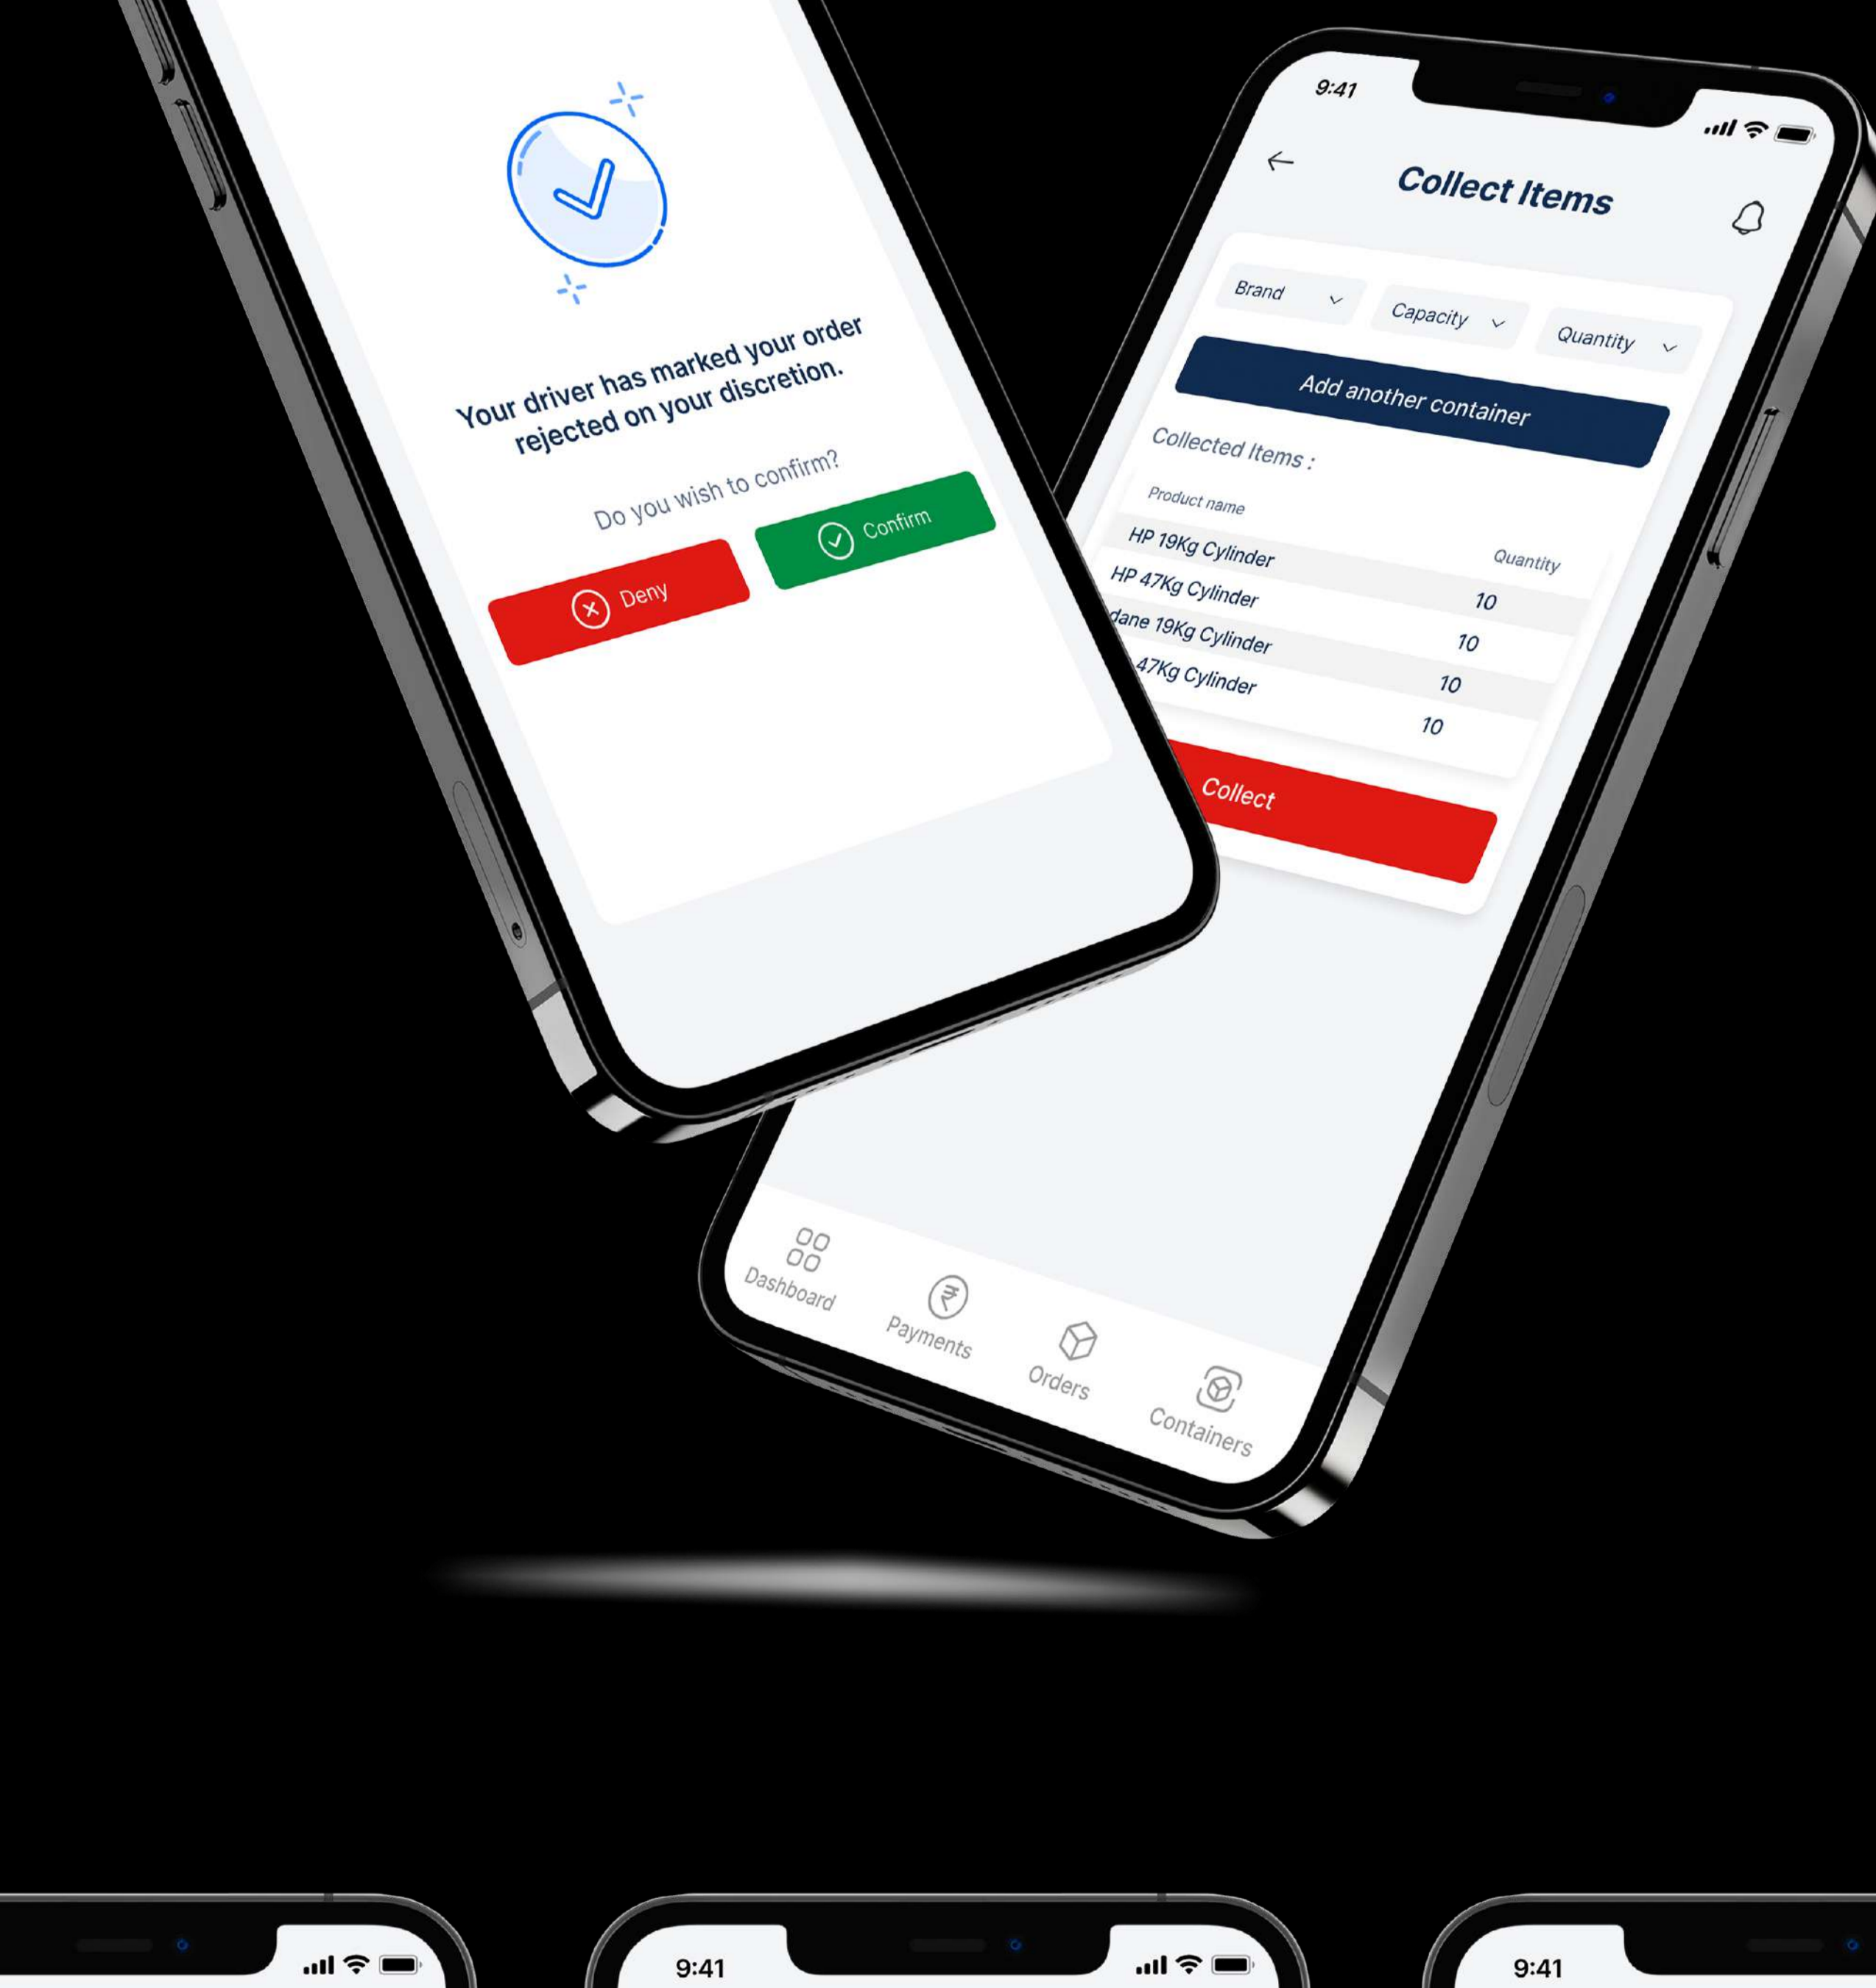 Your driver has marked your order
rejected on your discretion.
Do you wish to confirm?
Deny
Confirm
9:41
Collect Items
Brand
Capacity
Quantity
Add another container
Collected Items :
Product name
Quantity
HP 19Kg Cylinder
10
HP 47Kg Cylinder
10
19Kg Cylinder
10
47Kg Cylinder
10
Collect
Dashboard
Payments
Orders
Containers
9:41
9:41